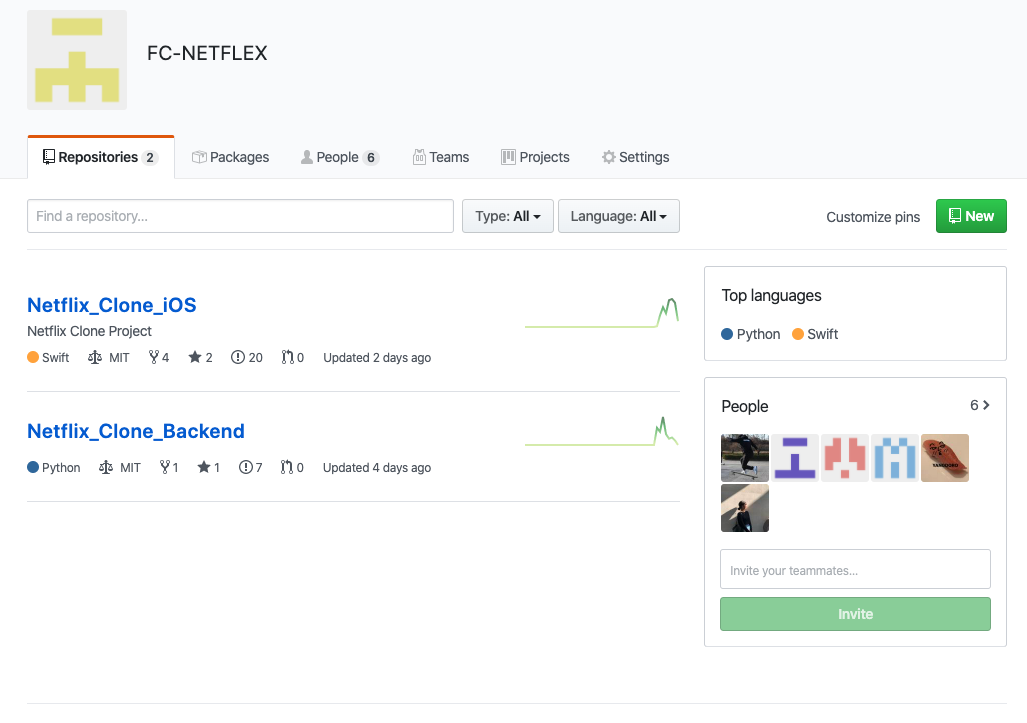 FC-NETFLEX
Repositories 2 Packages People 6 Teams Projects Settings
Find a repository... Type: All Language: All Customize pins New
Netflix_Clone_iOS
Netflix Clone Project
Swift MIT 4 2 20 0 Updated 2 days ago
Netflix_Clone_Backend
Python MIT 1 1 7 0 Updated 4 days ago
Top languages
Python Swift
People 6
Invite your teammates...
Invite